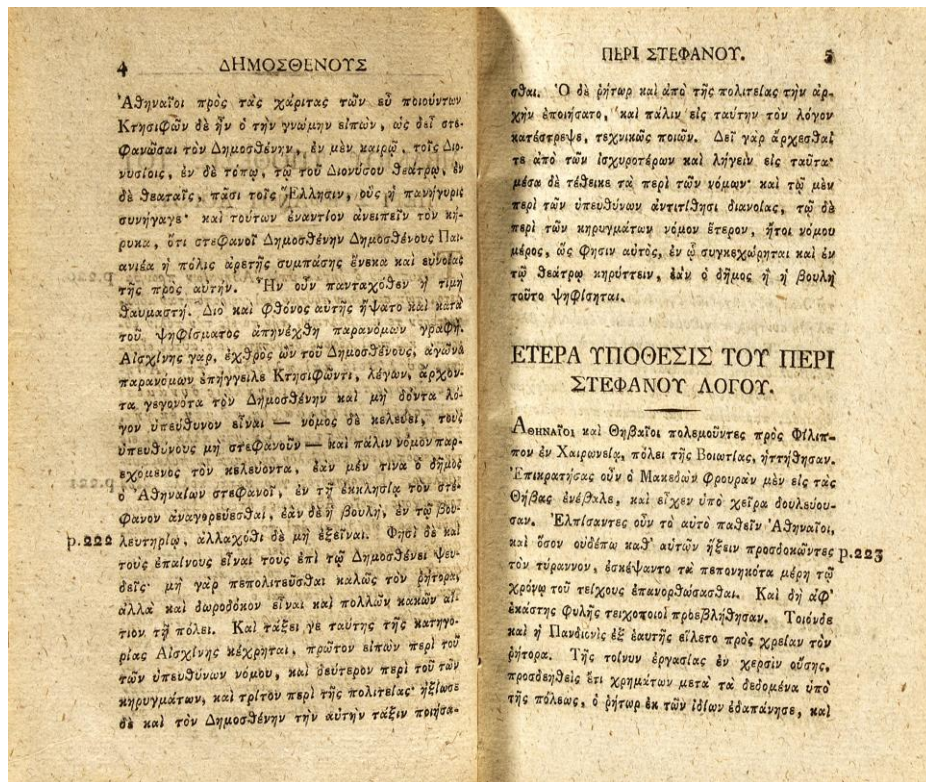 4 ΔΗΜΟΣΘΕΝΟΥΣ
Ἀθηναῖοι πρὸς τὰς χάριτας τῶν εὖ ποιούντων
Κτησιφῶν δὲ ἦν ὁ τὴν γνώμην εἰπὼν, ὡς δεῖ στε-
φανῶσαι τὸν Δημοσθένην, ἐν μὲν καιρῷ, τοῖς Διο-
νυσίοις, ἐν δὲ τόπῳ, τῷ τοῦ Διονύσου θεάτρῳ, ἐν
δὲ θεαταῖς, πᾶσι τοῖς Ἕλλησιν, οὓς ἡ πανήγυρις
συνήγαγε· καὶ τούτων ἐναντίον ἀνειπεῖν τὸν κή-
ρυκα, ὅτι στεφανοῖ Δημοσθένην Δημοσθένους Παι-
ανιέα ἡ πόλις ἀρετῆς συμπάσης ἕνεκα καὶ εὐνοίας
τῆς πρὸς αὐτήν. Ἦν οὖν πανταχόθεν ἡ τιμὴ
θαυμαστή. Διὸ καὶ φθόνος αὐτῆς ἥψατο καὶ κατὰ
τοῦ ψηφίσματος ἀπηνέχθη παρανόμων γραφή.
Αἰσχίνης γὰρ, ἐχθρὸς ὢν τοῦ Δημοσθένους, ἀγῶνα
παρανόμων ἐπήγγειλε Κτησιφῶντι, λέγων, ἄρχον-
τα γεγονότα τὸν Δημοσθένην καὶ μὴ δόντα λό-
γον ὑπεύθυνον εἶναι — νόμος δὲ κελεύει, τοὺς
ὑπευθύνους μὴ στεφανοῦν — καὶ πάλιν νόμον παρ-
εχόμενος τὸν κελεύοντα, ἐὰν μέν τινα ὁ δῆμος
ὁ Ἀθηναίων στεφανοῖ, ἐν τῇ ἐκκλησίᾳ τὸν στέ-
φανον ἀναγορεύεσθαι, ἐὰν δὲ ἡ βουλὴ, ἐν τῷ βου-
p.222 λευτηρίῳ, ἀλλαχόθι δὲ μὴ ἐξεῖναι. Φησὶ δὲ καὶ
τοὺς ἐπαίνους εἶναι τοὺς ἐπὶ τῷ Δημοσθένει ψευ-
δεῖς· μὴ γὰρ πεπολιτεῦσθαι καλῶς τὸν ῥήτορα,
ἀλλὰ καὶ δωροδόκον εἶναι καὶ πολλῶν κακῶν αἴ-
τιον τῇ πόλει. Καὶ τάξει γε ταύτης τῆς κατηγο-
ρίας Αἰσχίνης κέχρηται, πρῶτον εἰπὼν περὶ τοῦ
τῶν ὑπευθύνων νόμου, καὶ δεύτερον περὶ τοῦ τῶν
κηρυγμάτων, καὶ τρίτον περὶ τῆς πολιτείας· ἠξίωσε
δὲ καὶ τὸν Δημοσθένην τὴν αὐτὴν τάξιν ποιήσα-
ΠΕΡΙ ΣΤΕΦΑΝΟΥ. 5
σθαι. Ὁ δὲ ῥήτωρ καὶ ἀπὸ τῆς πολιτείας τὴν ἀρ-
χὴν ἐποιήσατο, καὶ πάλιν εἰς ταύτην τὸν λόγον
κατέστρεψε, τεχνικῶς ποιῶν. Δεῖ γὰρ ἄρχεσθαί
τε ἀπὸ τῶν ἰσχυροτέρων καὶ λήγειν εἰς ταῦτα·
μέσα δὲ τέθεικε τὰ περὶ τῶν νόμων· καὶ τῷ μὲν
περὶ τῶν ὑπευθύνων ἀντιτίθησι διανοίας, τῷ δὲ
περὶ τῶν κηρυγμάτων νόμον ἕτερον, ἤτοι νόμου
μέρος, ὥς φησιν αὐτὸς, ἐν ᾧ συγκεχώρηται καὶ ἐν
τῷ θεάτρῳ κηρύττειν, ἐὰν ὁ δῆμος ἢ ἡ βουλὴ
τοῦτο ψηφίσηται.
ΕΤΕΡΑ ΥΠΟΘΕΣΙΣ ΤΟΥ ΠΕΡΙ
ΣΤΕΦΑΝΟΥ ΛΟΓΟΥ.
Ἀθηναῖοι καὶ Θηβαῖοι πολεμοῦντες πρὸς Φίλιπ-
πον ἐν Χαιρωνείᾳ, πόλει τῆς Βοιωτίας, ἡττήθησαν.
Ἐπικρατήσας οὖν ὁ Μακεδὼν φρουρὰν μὲν εἰς τὰς
Θήβας ἐνέβαλε, καὶ εἶχεν ὑπὸ χεῖρα δουλεύου-
σαν. Ἐλπίσαντες οὖν τὸ αὐτὸ παθεῖν Ἀθηναῖοι,
καὶ ὅσον οὐδέπω καθ' αὑτῶν ἥξειν προσδοκῶντες p.223
τὸν τύραννον, ἐσκέψαντο τὰ πεπονηκότα μέρη τῷ
χρόνῳ τοῦ τείχους ἐπανορθώσασθαι. Καὶ δὴ ἀφ'
ἑκάστης φυλῆς τειχοποιοὶ προεβλήθησαν. Τοιόνδε
καὶ ἡ Πανδιονὶς ἐξ ἑαυτῆς εἵλετο πρὸς χρείαν τὸν
ῥήτορα. Τῆς τοίνυν ἐργασίας ἐν χερσὶν οὔσης,
προσδεηθεὶς ἔτι χρημάτων μετὰ τὰ δεδομένα ὑπὸ
τῆς πόλεως, ὁ ῥήτωρ ἐκ τῶν ἰδίων ἐδαπάνησε, καὶ